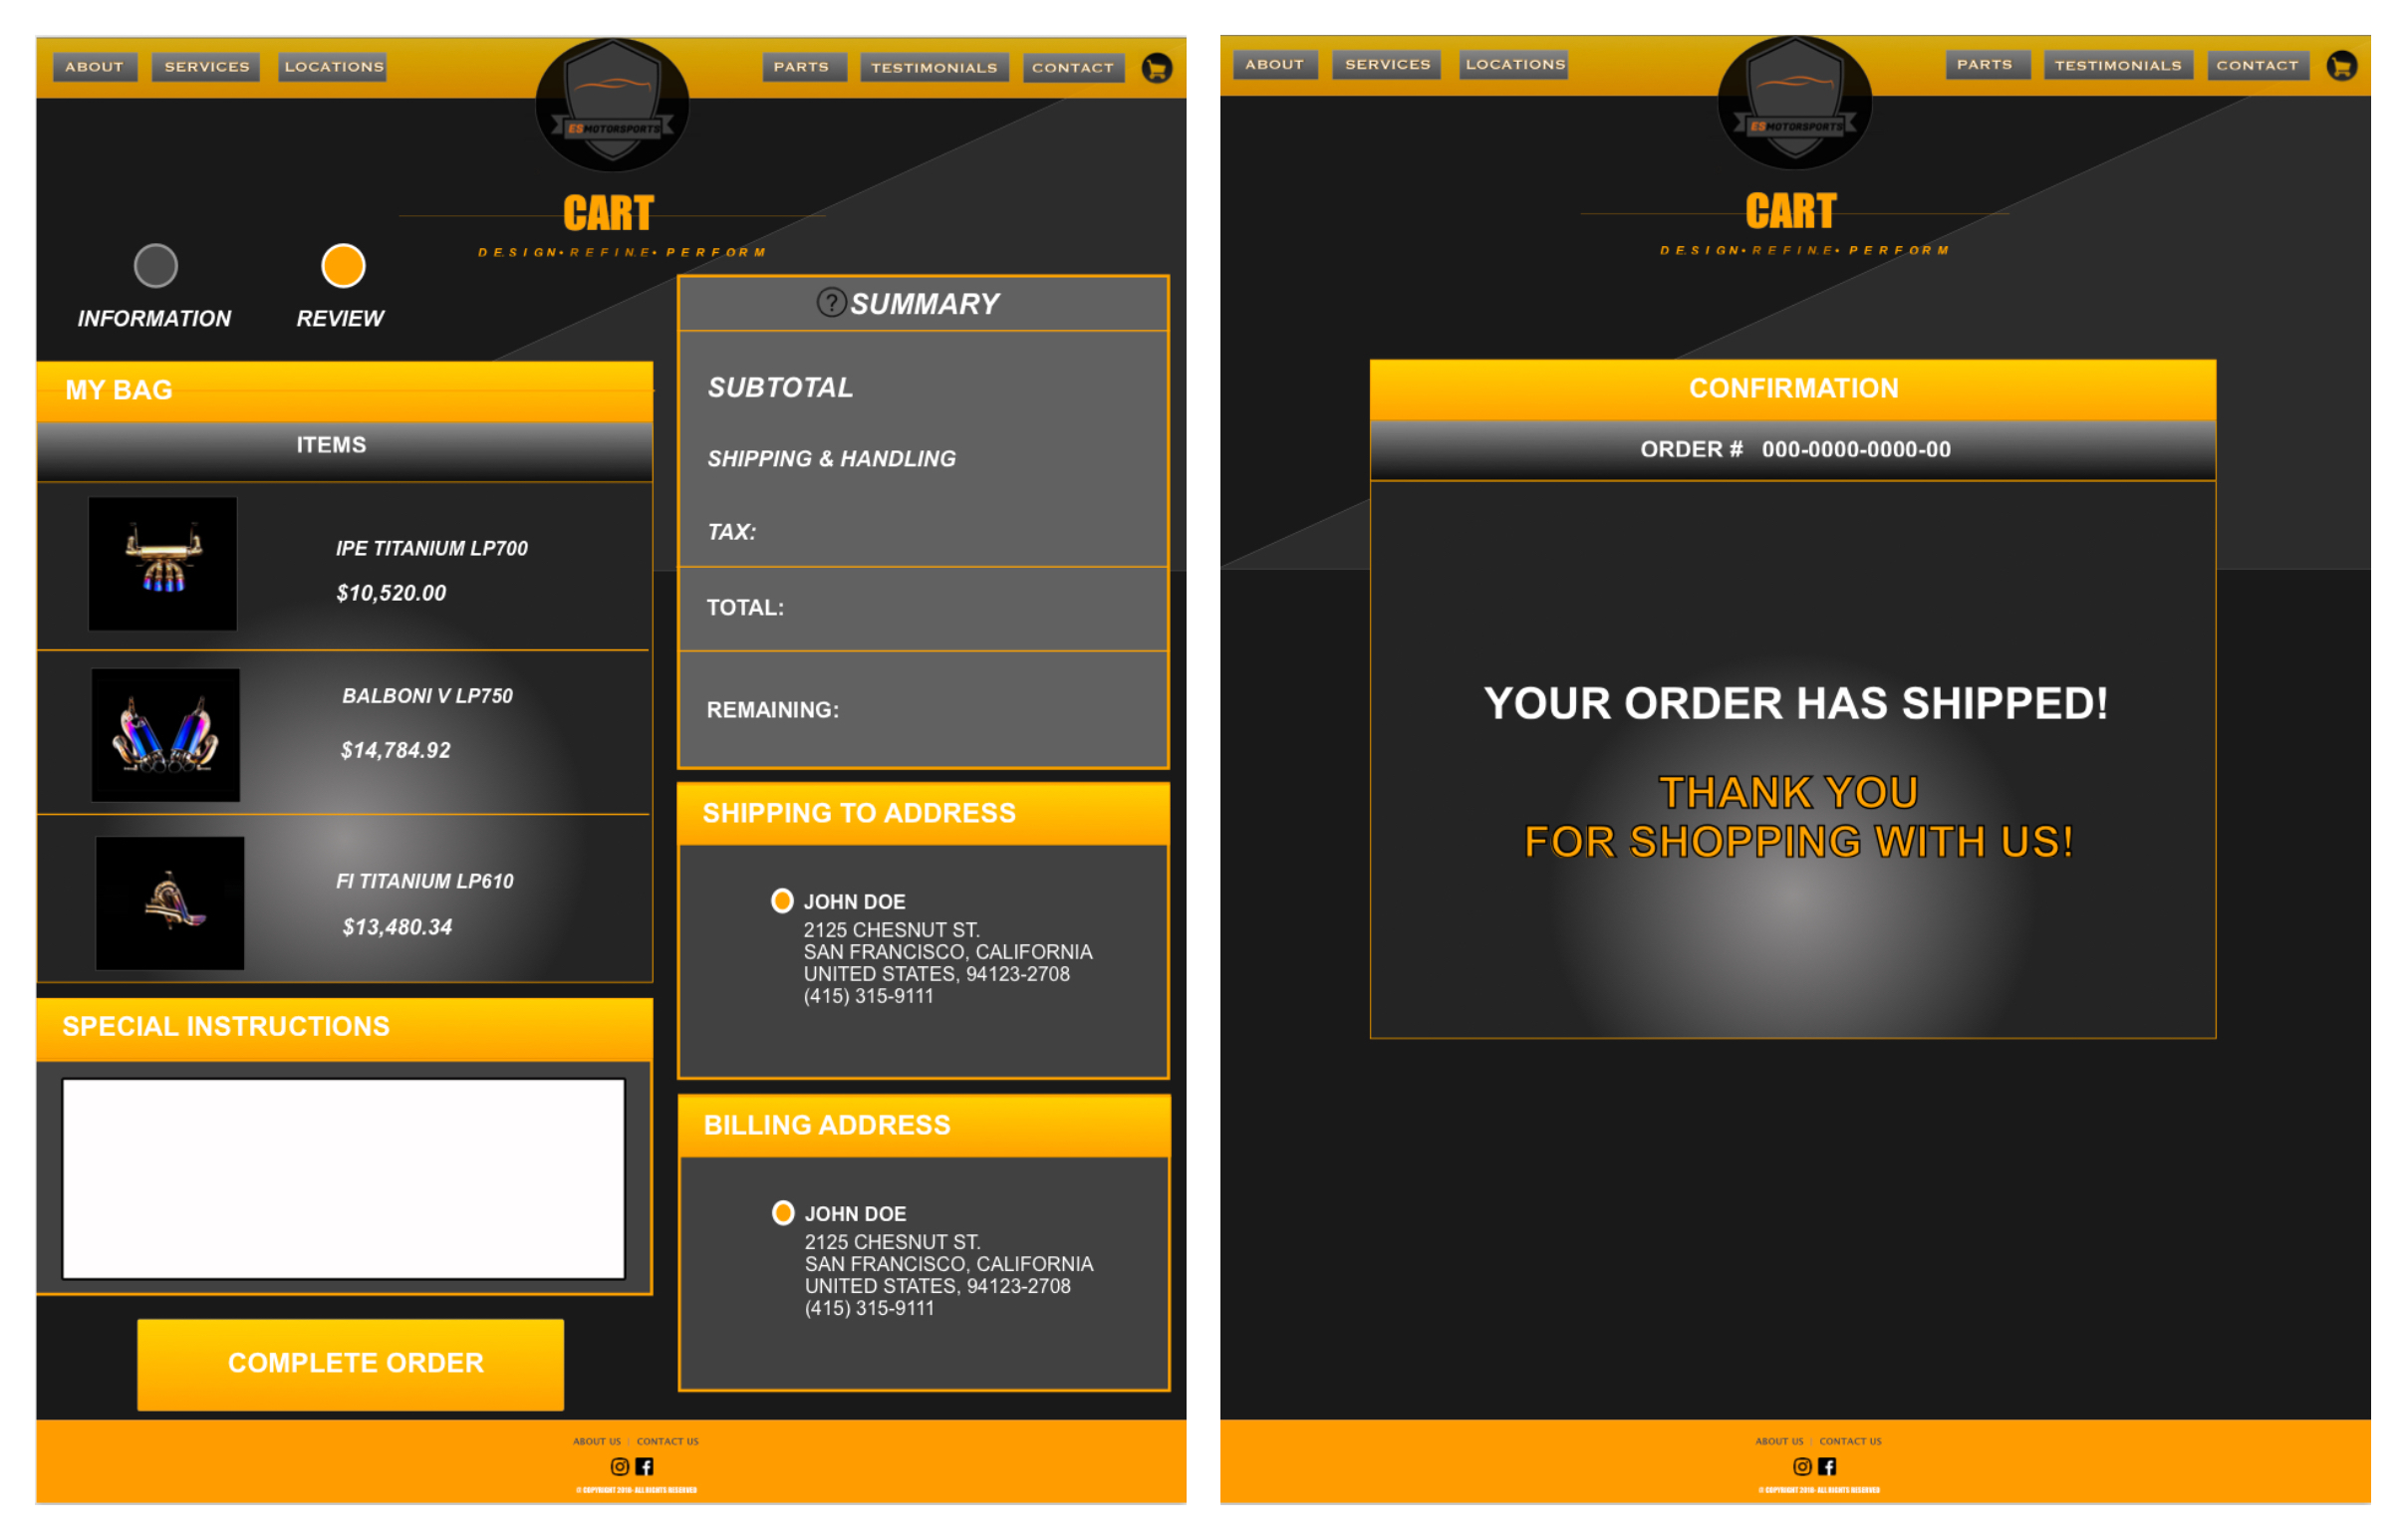 ABOUT SERVICES LOCATIONS
ESMOTORSPORTS
PARTS TESTIMONIALS CONTACT
CART
DESIGN•REFINE•PERFORM
INFORMATION REVIEW
MY BAG
ITEMS
IPE TITANIUM LP700
$10,520.00
BALBONI V LP750
$14,784.92
FI TITANIUM LP610
$13,480.34
SPECIAL INSTRUCTIONS
COMPLETE ORDER
?SUMMARY
SUBTOTAL
SHIPPING & HANDLING
TAX:
TOTAL:
REMAINING:
SHIPPING TO ADDRESS
JOHN DOE
2125 CHESNUT ST.
SAN FRANCISCO, CALIFORNIA
UNITED STATES, 94123-2708
(415) 315-9111
BILLING ADDRESS
JOHN DOE
2125 CHESNUT ST.
SAN FRANCISCO, CALIFORNIA
UNITED STATES, 94123-2708
(415) 315-9111
ABOUT US | CONTACT US
© COPYRIGHT 2018- ALL RIGHTS RESERVED
ABOUT SERVICES LOCATIONS
ESMOTORSPORTS
PARTS TESTIMONIALS CONTACT
CART
DESIGN•REFINE•PERFORM
CONFIRMATION
ORDER # 000-0000-0000-00
YOUR ORDER HAS SHIPPED!
THANK YOU
FOR SHOPPING WITH US!
ABOUT US | CONTACT US
© COPYRIGHT 2018- ALL RIGHTS RESERVED